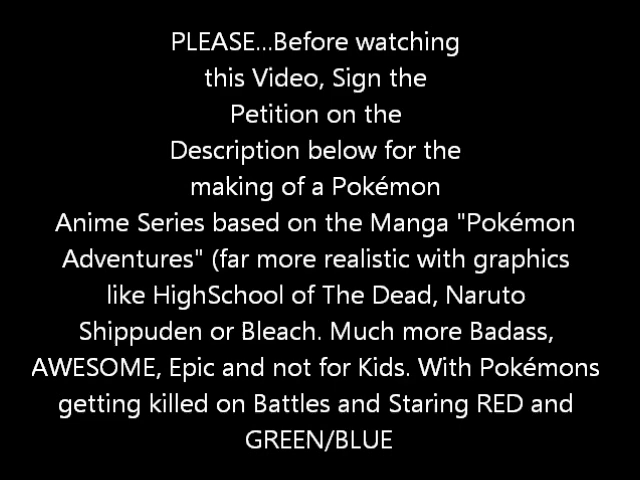 PLEASE...Before watching
this Video, Sign the
Petition on the
Description below for the
making of a Pokémon
Anime Series based on the Manga "Pokémon
Adventures" (far more realistic with graphics
like HighSchool of The Dead, Naruto
Shippuden or Bleach. Much more Badass,
AWESOME, Epic and not for Kids. With Pokémons
getting killed on Battles and Staring RED and
GREEN/BLUE